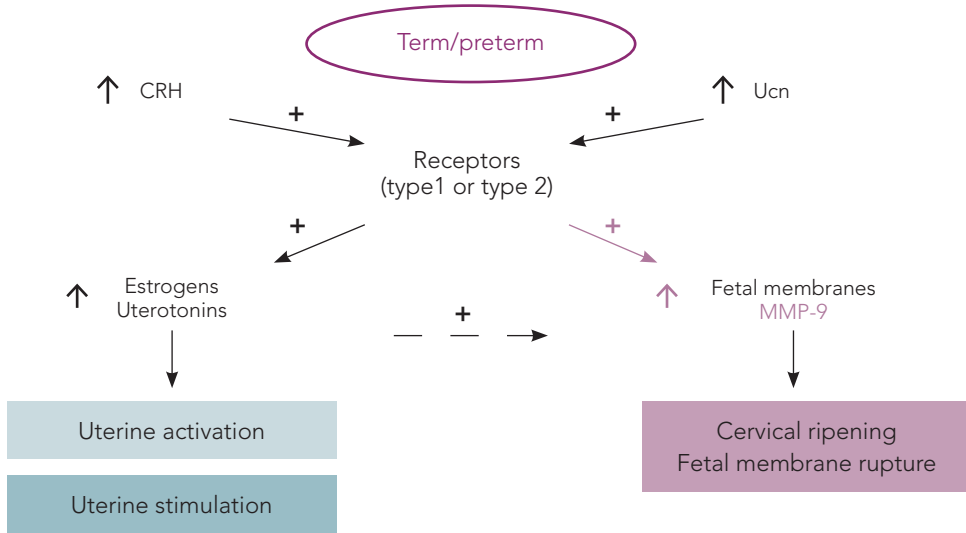 Term/preterm
↑ CRH
↑ Ucn
+
+
Receptors
(type1 or type 2)
+
+
↑ Estrogens
Uterotonins
+
↑ Fetal membranes
MMP-9
Uterine activation
Uterine stimulation
Cervical ripening
Fetal membrane rupture